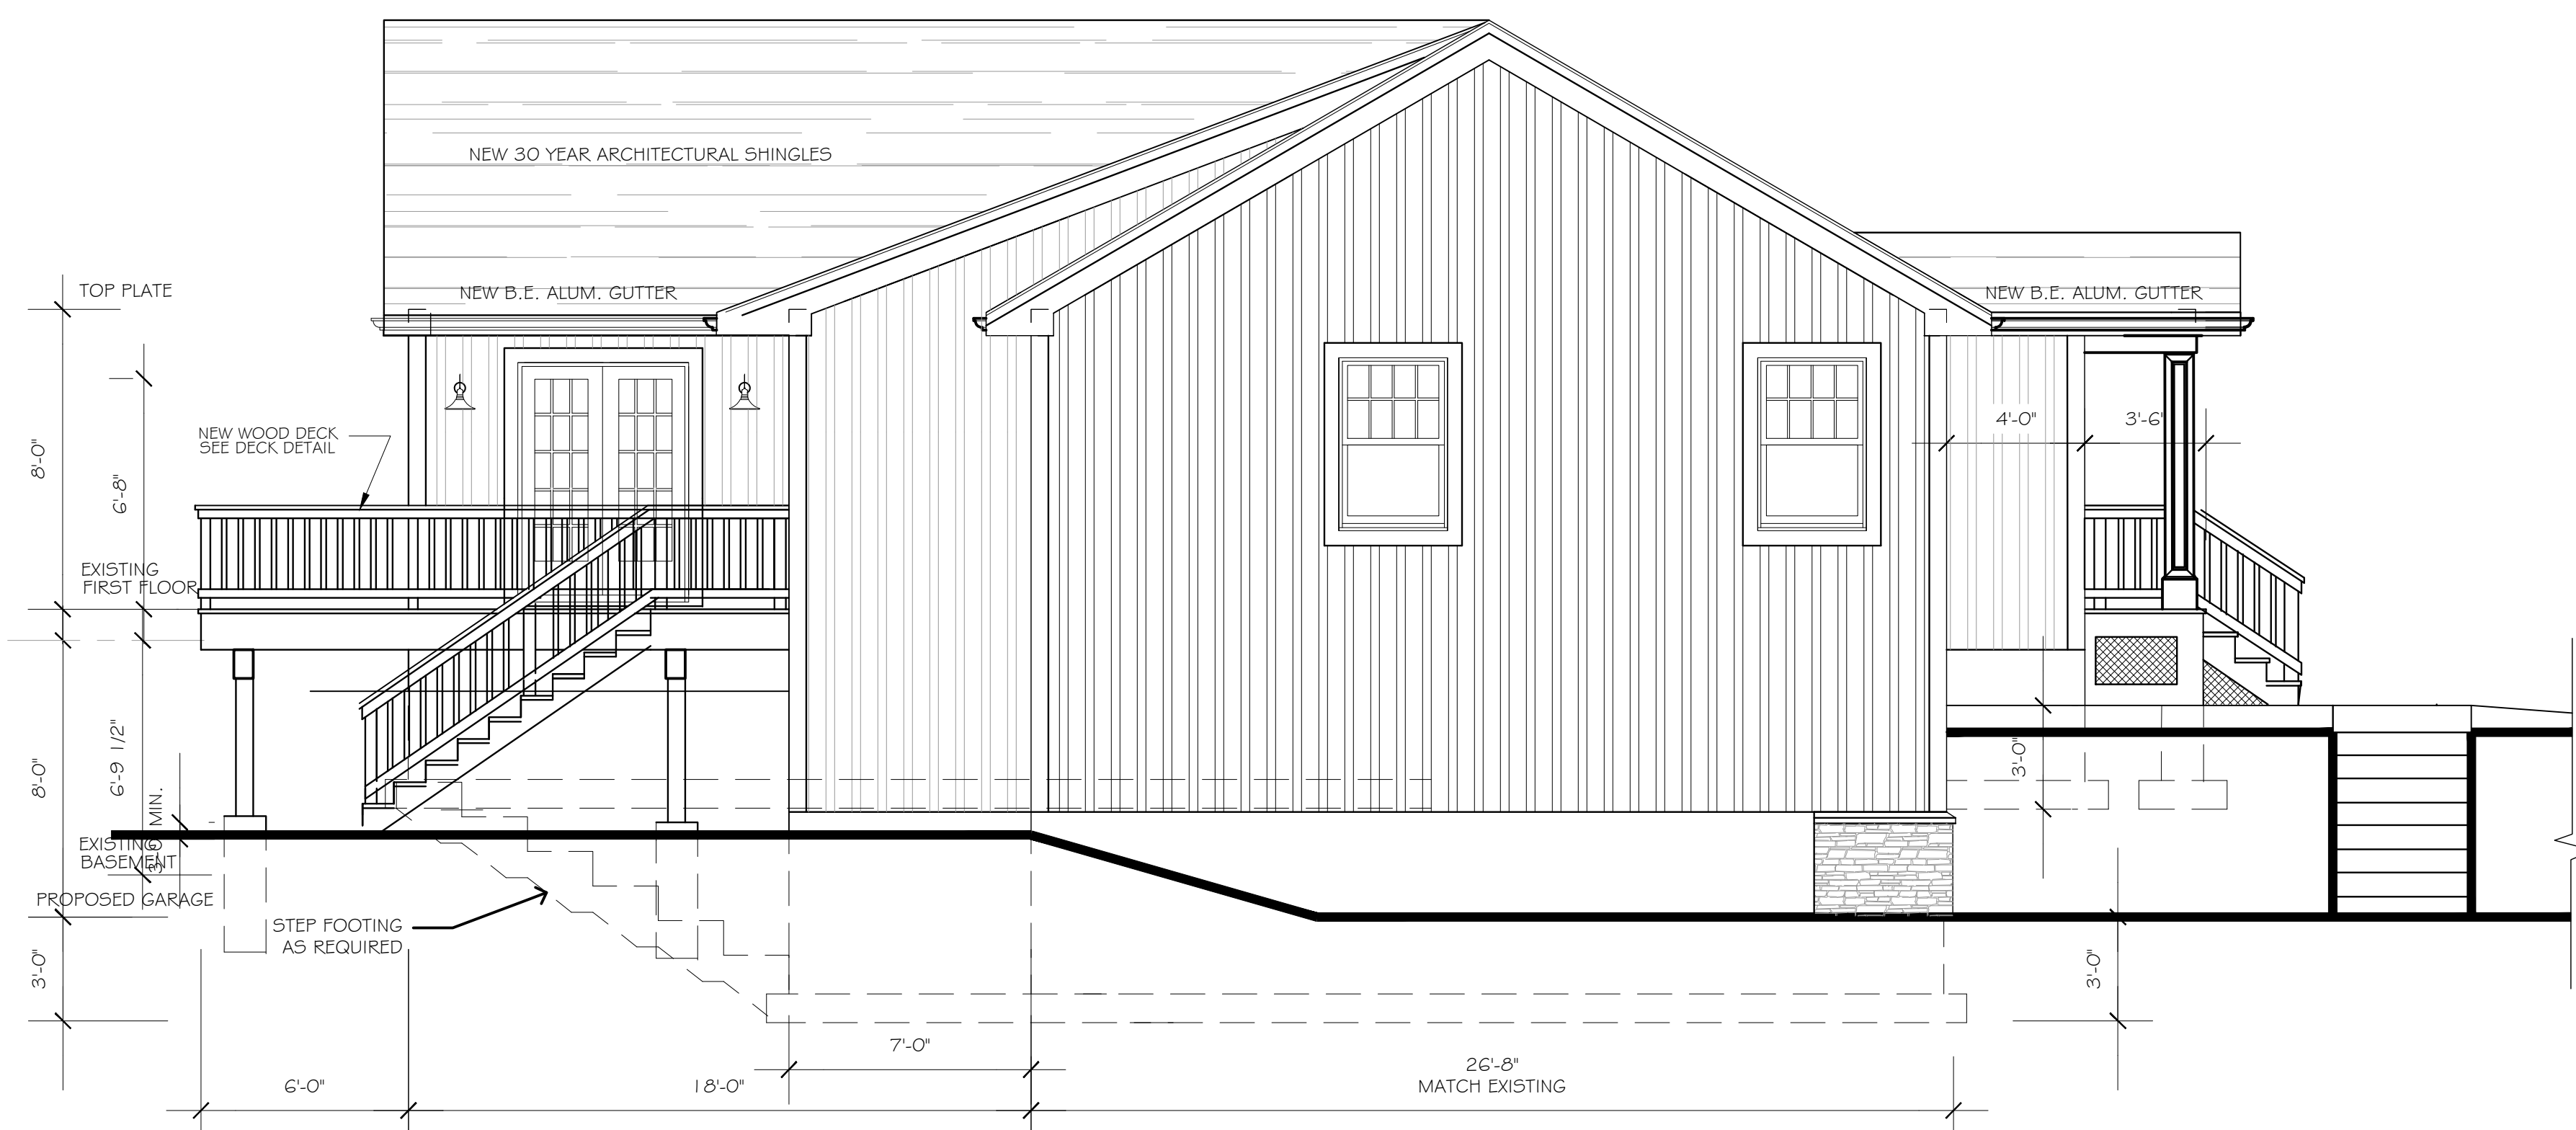 NEW 30 YEAR ARCHITECTURAL SHINGLES
TOP PLATE
NEW B.E. ALUM. GUTTER
NEW B.E. ALUM. GUTTER
NEW WOOD DECK
SEE DECK DETAIL
8'-0"
6'-8"
4'-0"
3'-6"
EXISTING
FIRST FLOOR
8'-0"
6'-9 1/2"
3'-0" MIN.
3'-0"
EXISTING
BASEMENT
PROPOSED GARAGE
STEP FOOTING
AS REQUIRED
3'-0"
3'-0"
7'-0"
6'-0"
18'-0"
26'-8"
MATCH EXISTING